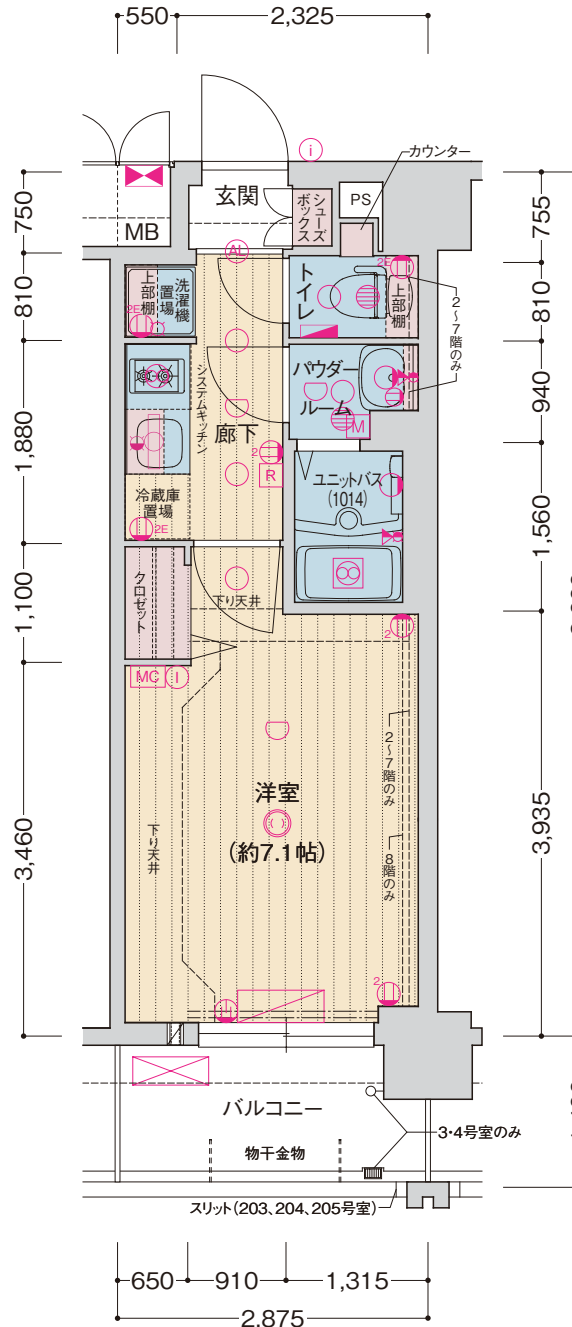 550
2,325
カウンター
玄関
シューズ
ボックス
PS
MB
750
755
AL
トイレ
2E
上部棚
上部棚
洗濯機
置場
2E
810
810
2～7階のみ
パウダー
ルーム
M
940
システムキッチン
廊下
2
R
1,880
ユニットバス
(1014)
1,560
冷蔵庫
置場
2E
クロゼット
下り天井
1,100
2
MC
I
i
2～7階のみ
洋室
(約7.1帖)
下り天井
8階のみ
3,460
3,935
2
バルコニー
3・4号室のみ
物干金物
スリット(203、204、205号室)
650
910
1,315
2.875